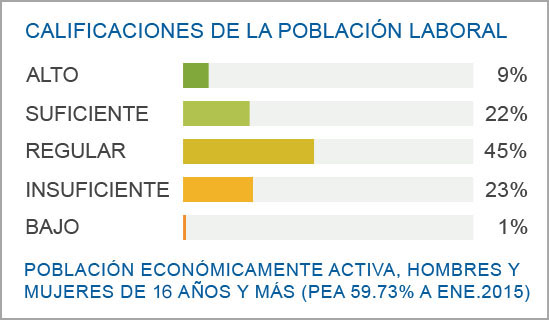 CALIFICACIONES DE LA POBLACIÓN LABORAL
ALTO 9%
SUFICIENTE 22%
REGULAR 45%
INSUFICIENTE 23%
BAJO 1%
POBLACIÓN ECONÓMICAMENTE ACTIVA, HOMBRES Y
MUJERES DE 16 AÑOS Y MÁS (PEA 59.73% A ENE.2015)